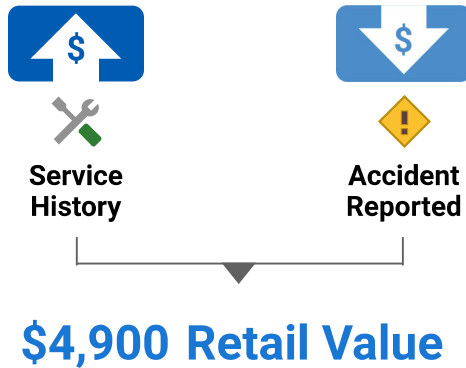 $
$
!
Service
History
Accident
Reported
$4,900 Retail Value